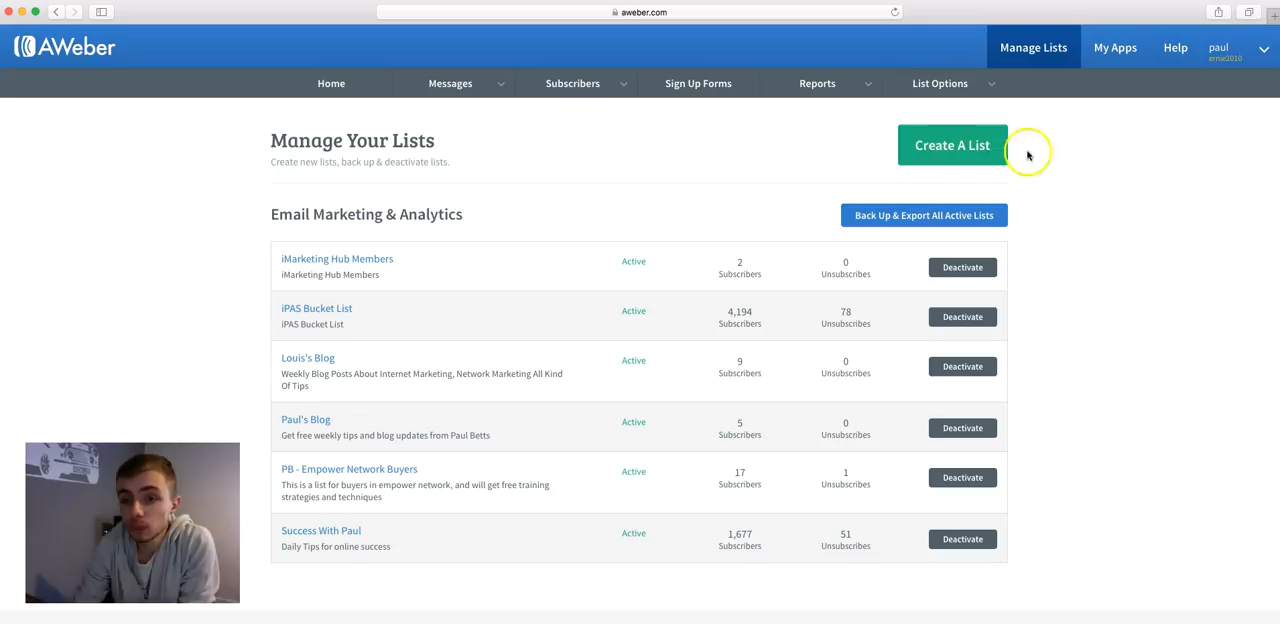 aweber.com
AWeber
Manage Lists
My Apps
Help
paul
ernie2010
Home
Messages
Subscribers
Sign Up Forms
Reports
List Options
Manage Your Lists
Create new lists, back up & deactivate lists.
Create A List
Email Marketing & Analytics
Back Up & Export All Active Lists
iMarketing Hub Members
iMarketing Hub Members
Active
2
Subscribers
0
Unsubscribes
Deactivate
iPAS Bucket List
iPAS Bucket List
Active
4,194
Subscribers
78
Unsubscribes
Deactivate
Louis's Blog
Weekly Blog Posts About Internet Marketing, Network Marketing All Kind
Of Tips
Active
9
Subscribers
0
Unsubscribes
Deactivate
Paul's Blog
Get free weekly tips and blog updates from Paul Betts
Active
5
Subscribers
0
Unsubscribes
Deactivate
PB - Empower Network Buyers
This is a list for buyers in empower network, and will get free training
strategies and techniques
Active
17
Subscribers
1
Unsubscribes
Deactivate
Success With Paul
Daily Tips for online success
Active
1,677
Subscribers
51
Unsubscribes
Deactivate